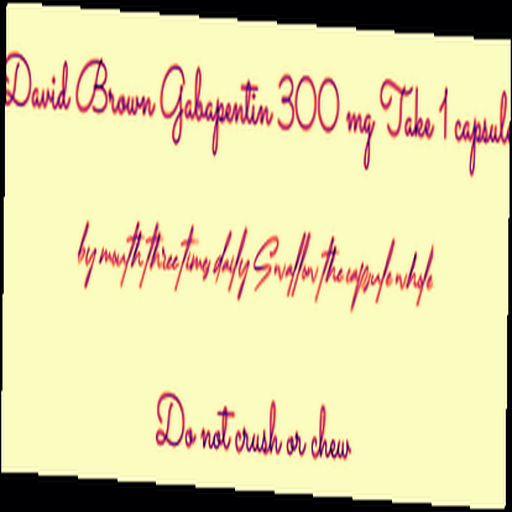 David Brown Gabapentin 300 mg Take 1 capsule
by mouth three times daily Swallow the capsule whole
Do not crush or chew